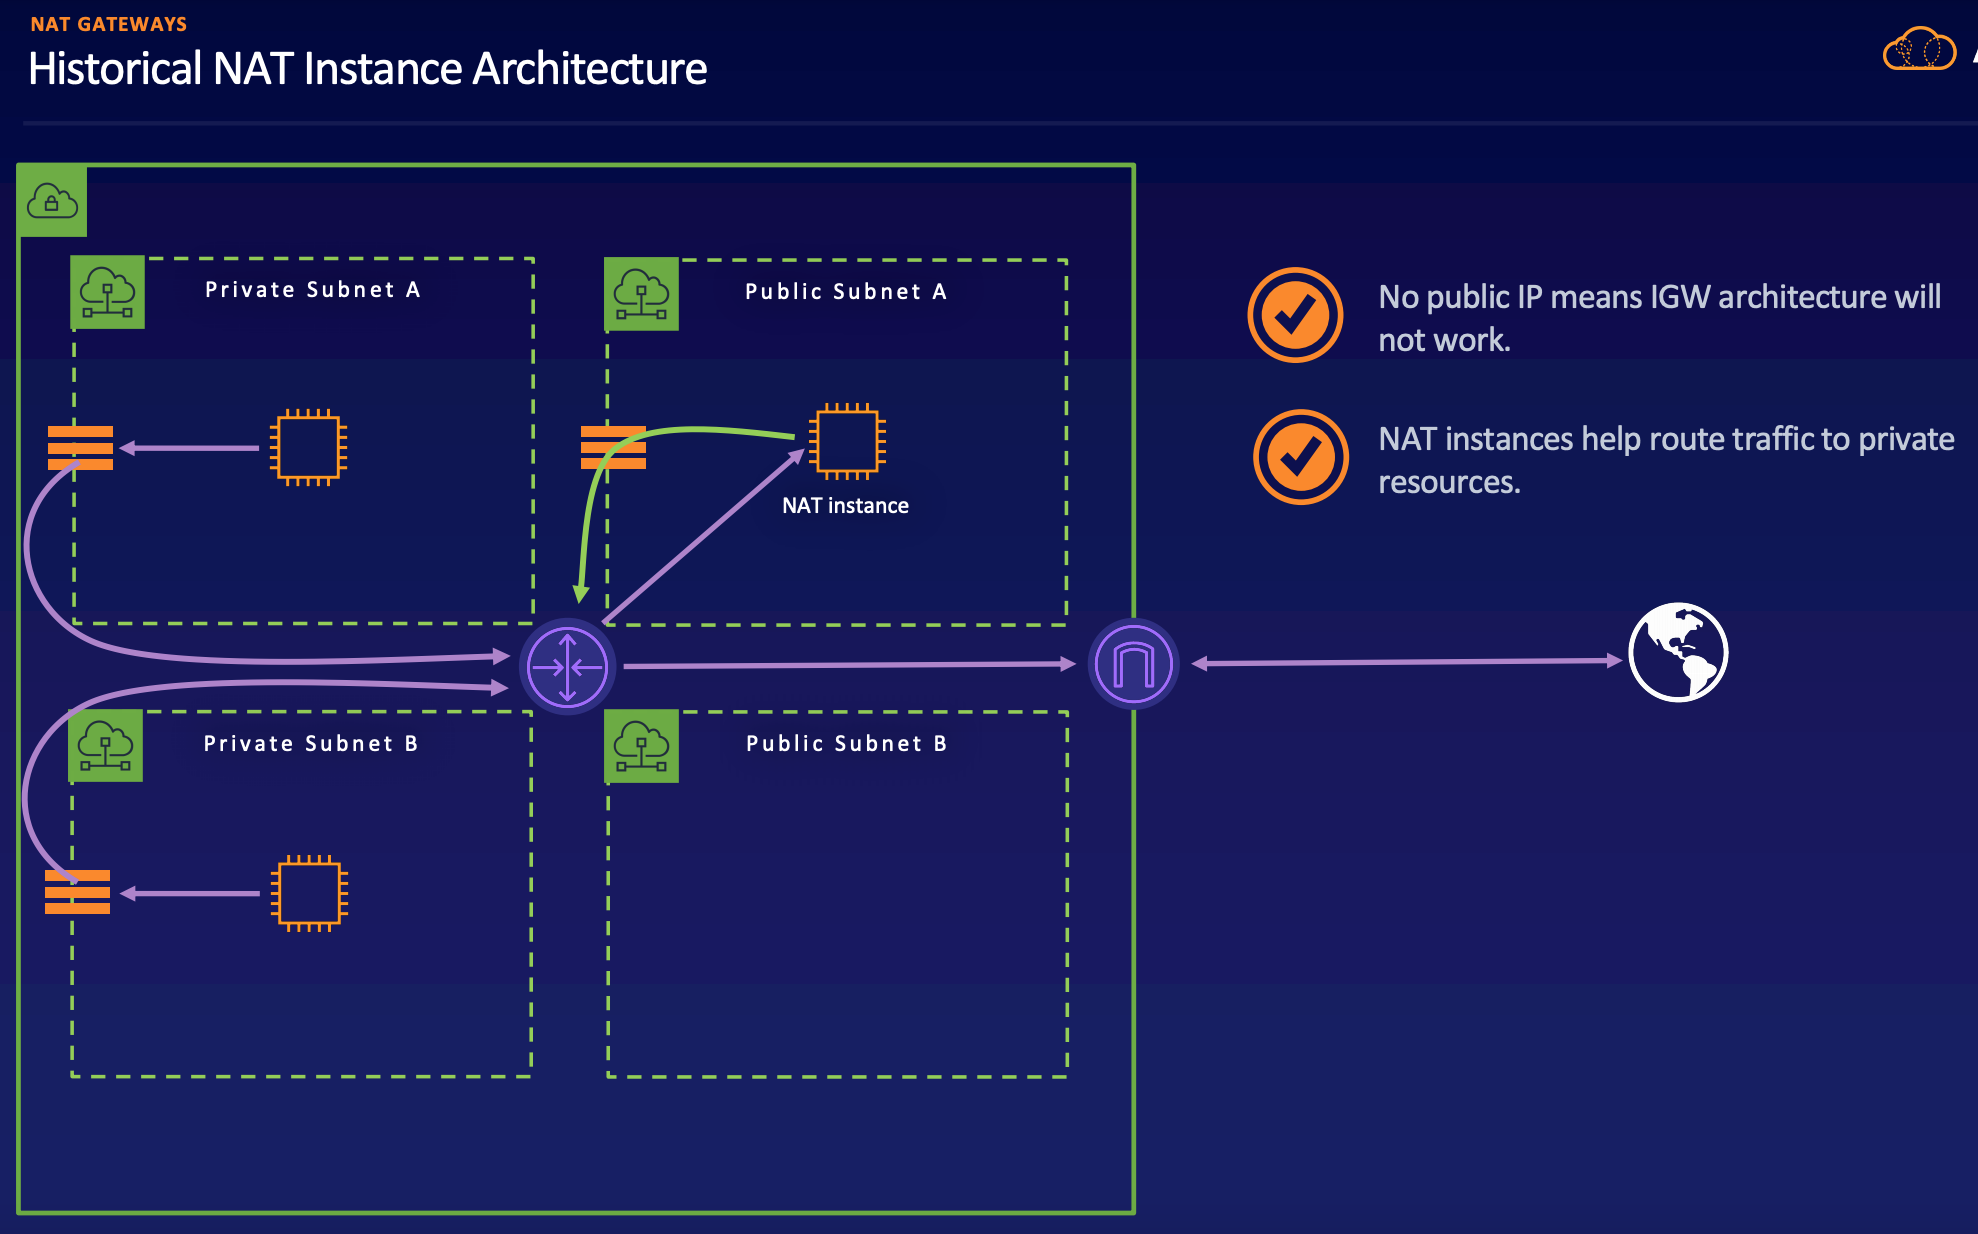 NAT GATEWAYS
Historical NAT Instance Architecture
Private Subnet A
Public Subnet A
NAT instance
Private Subnet B
Public Subnet B
No public IP means IGW architecture will
not work.
NAT instances help route traffic to private
resources.